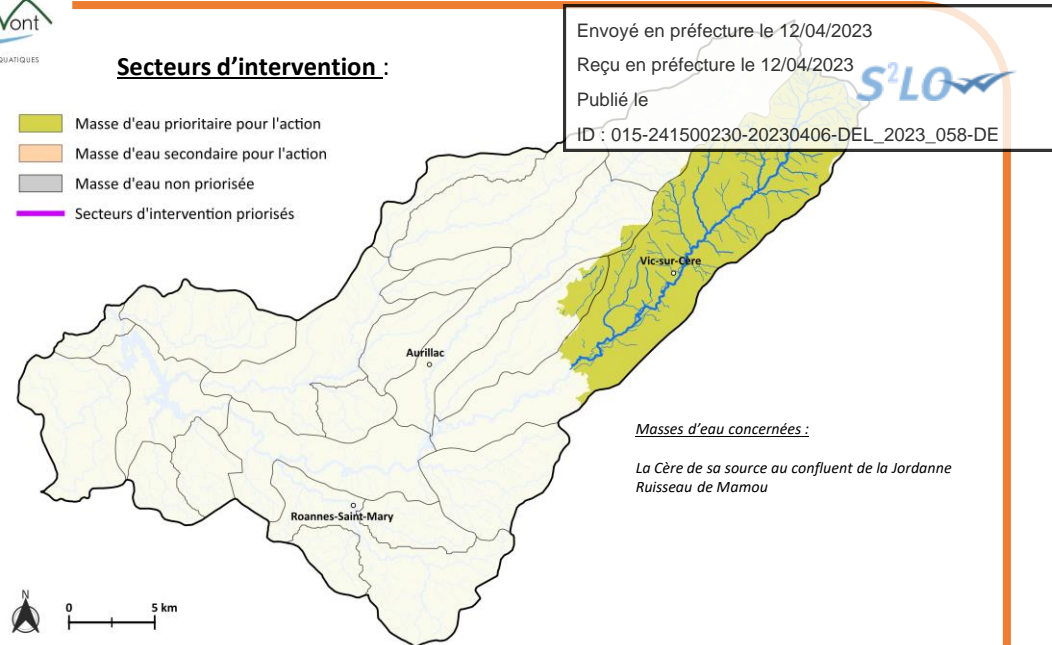 Vont
QUATIQUES
Envoyé en préfecture le 12/04/2023
Reçu en préfecture le 12/04/2023
Publié le
S²LO
ID : 015-241500230-20230406-DEL_2023_058-DE
Secteurs d'intervention :
Masse d'eau prioritaire pour l'action
Masse d'eau secondaire pour l'action
Masse d'eau non priorisée
Secteurs d'intervention priorisés
Vic-sur-Cère
Aurillac
Roannes-Saint-Mary
Masses d'eau concernées :
La Cère de sa source au confluent de la Jordanne
Ruisseau de Mamou
N
0 5 km